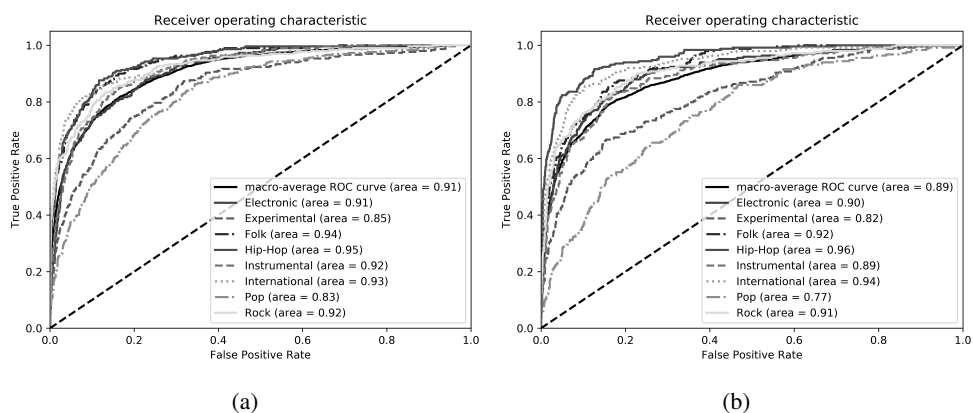 Receiver operating characteristic
1.0
0.8
0.6
0.4
0.2
0.0
True Positive Rate
macro-average ROC curve (area = 0.91)
Electronic (area = 0.91)
Experimental (area = 0.85)
Folk (area = 0.94)
Hip-Hop (area = 0.95)
Instrumental (area = 0.92)
International (area = 0.93)
Pop (area = 0.83)
Rock (area = 0.92)
0.0 0.2 0.4 0.6 0.8 1.0
False Positive Rate
(a)
Receiver operating characteristic
1.0
0.8
0.6
0.4
0.2
0.0
True Positive Rate
macro-average ROC curve (area = 0.89)
Electronic (area = 0.90)
Experimental (area = 0.82)
Folk (area = 0.92)
Hip-Hop (area = 0.96)
Instrumental (area = 0.89)
International (area = 0.94)
Pop (area = 0.77)
Rock (area = 0.91)
0.0 0.2 0.4 0.6 0.8 1.0
False Positive Rate
(b)